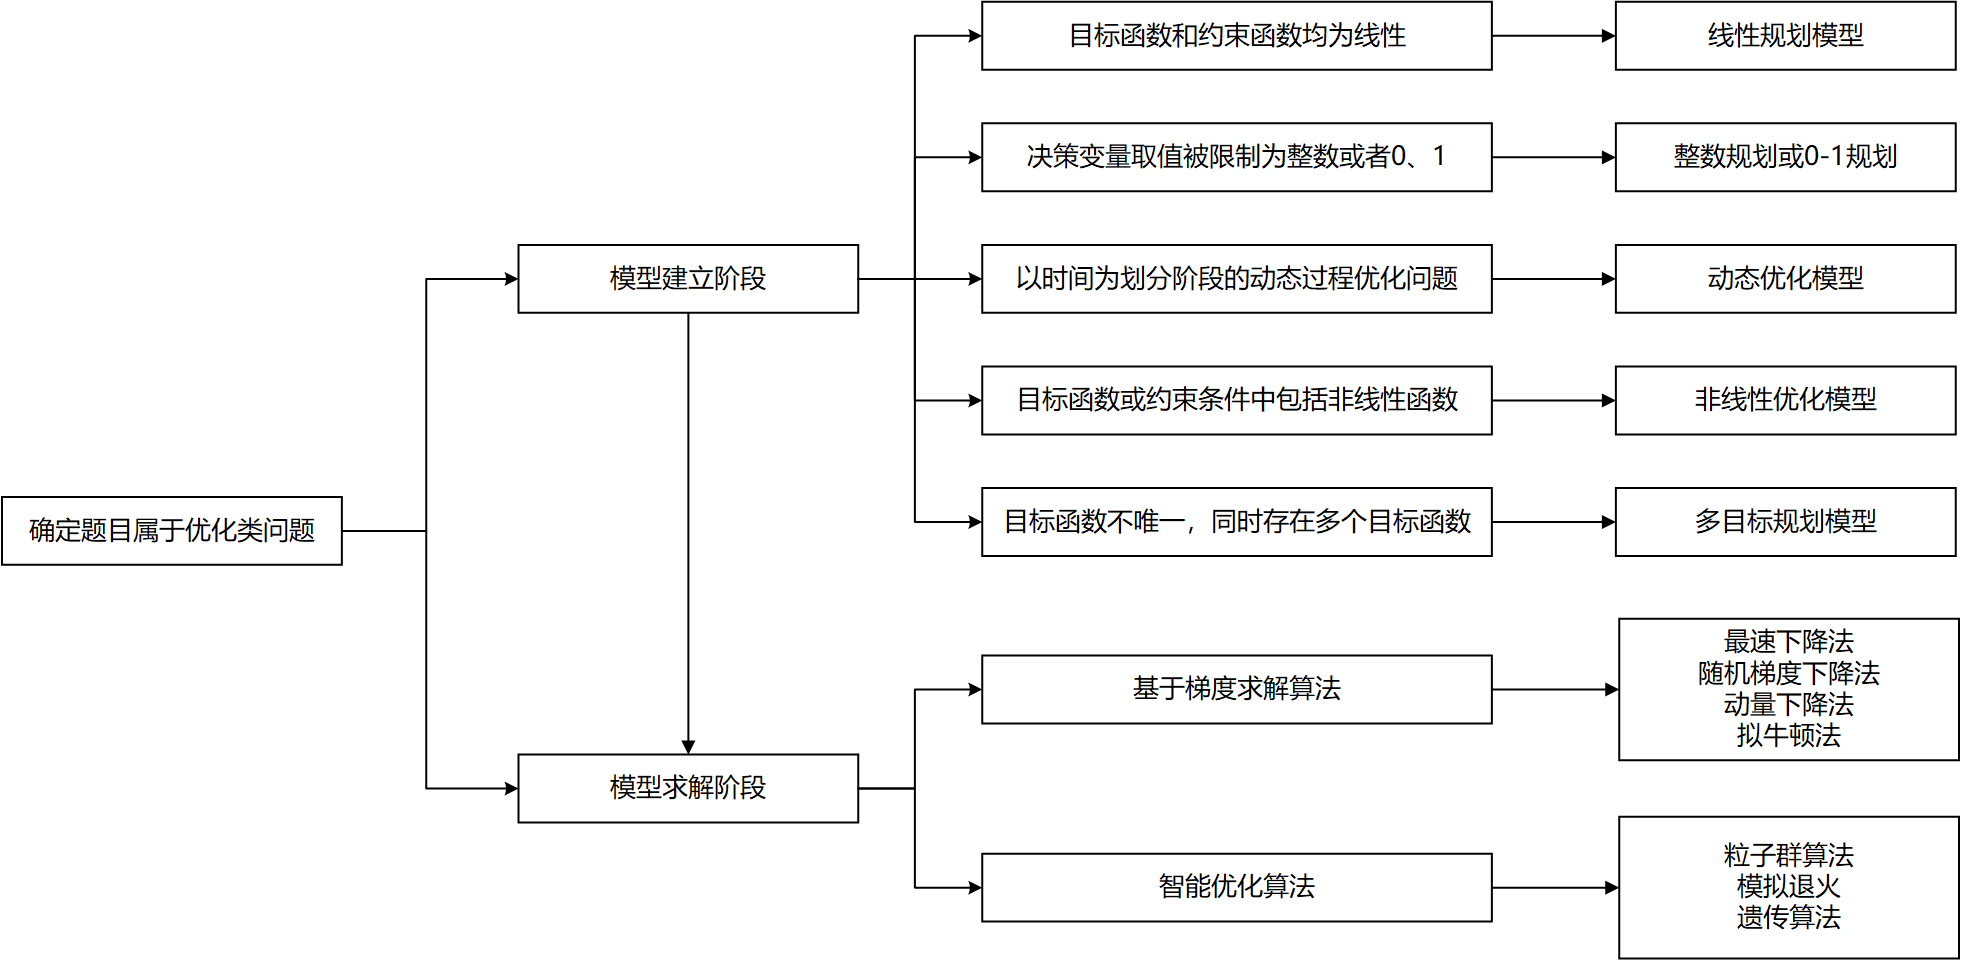 目标函数和约束函数均为线性
线性规划模型
决策变量取值被限制为整数或者0、1
整数规划或0-1规划
模型建立阶段
以时间为划分阶段的动态过程优化问题
动态优化模型
目标函数或约束条件中包括非线性函数
非线性优化模型
确定题目属于优化类问题
目标函数不唯一，同时存在多个目标函数
多目标规划模型
基于梯度求解算法
最速下降法
随机梯度下降法
动量下降法
拟牛顿法
模型求解阶段
智能优化算法
粒子群算法
模拟退火
遗传算法